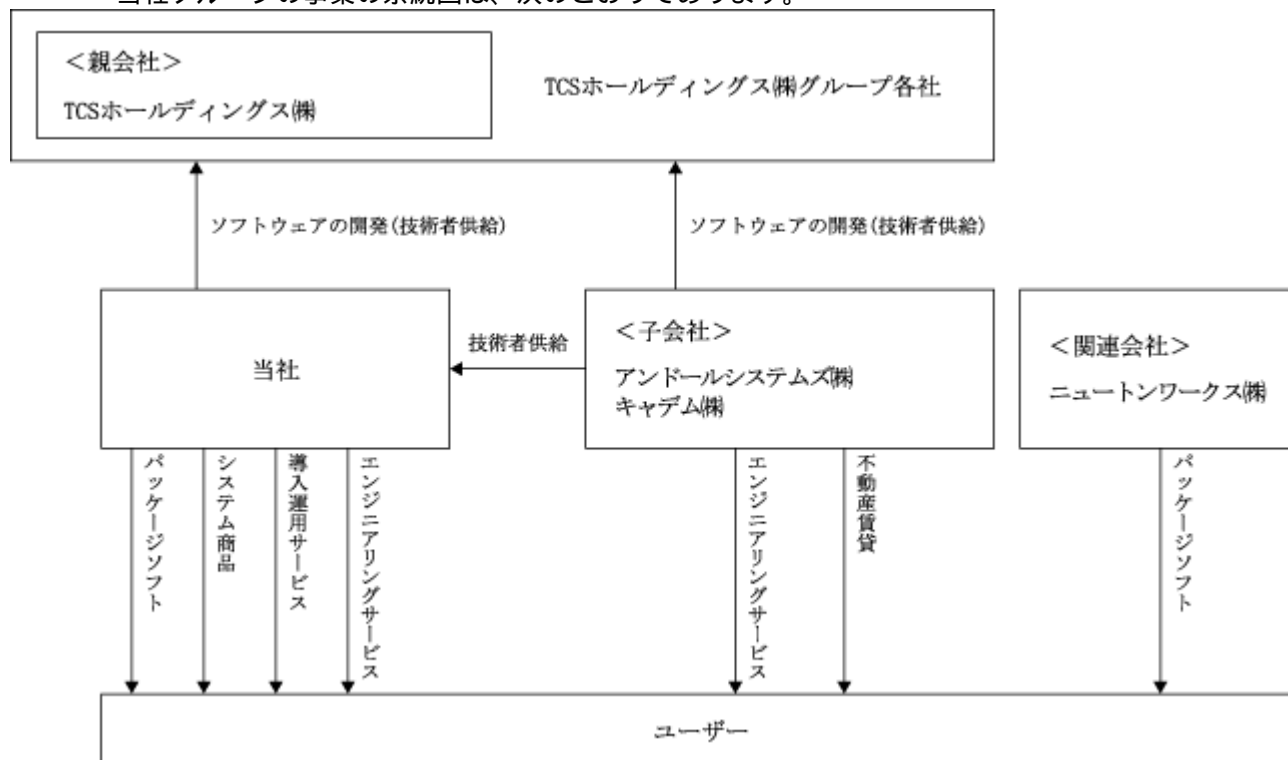 当社グループの事業の系統図は、次のとおりであります。
＜親会社＞
TCSホールディングス㈱
TCSホールディングス㈱グループ各社
ソフトウェアの開発(技術者供給)
ソフトウェアの開発(技術者供給)
当社
技術者供給
＜子会社＞
アンドールシステムズ㈱
キャデム㈱
＜関連会社＞
ニュートンワークス㈱
パッケージソフト
システム商品
導入運用サービス
エンジニアリングサービス
エンジニアリングサービス
不動産賃貸
パッケージソフト
ユーザー